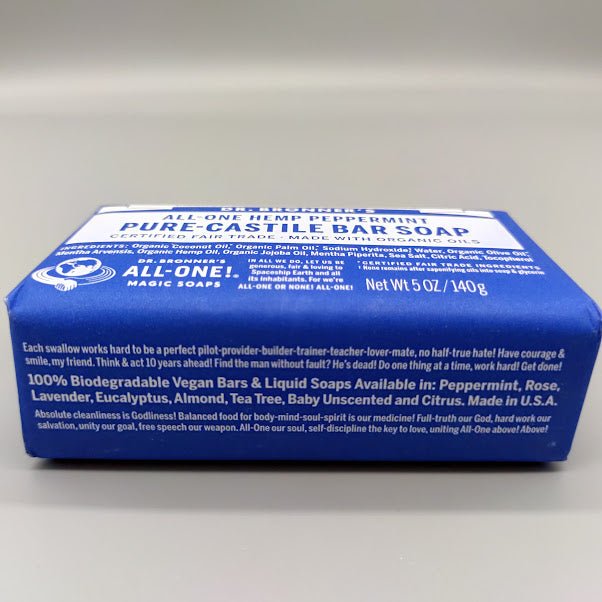 DR. BRONNER'S
ALL-ONE HEMP PEPPERMINT
PURE-CASTILE BAR SOAP
CERTIFIED FAIR TRADE · MADE WITH ORGANIC OILS
INGREDIENTS: Organic Coconut Oil,* Organic Palm Oil,* Sodium Hydroxide,† Water, Organic Olive Oil,*
Mentha Arvensis, Organic Hemp Oil, Organic Jojoba Oil, Mentha Piperita, Sea Salt, Citric Acid, Tocopherol
* CERTIFIED FAIR TRADE INGREDIENTS
† None remains after saponifying oils into soap & glycerin
DR. BRONNER'S
ALL-ONE!®
MAGIC SOAPS
IN ALL WE DO, LET US BE
generous, fair & loving to
Spaceship Earth and all
its inhabitants. For we're
ALL-ONE OR NONE! ALL-ONE!
Net Wt 5 OZ/140g
Each swallow works hard to be a perfect pilot-provider-builder-trainer-teacher-lover-mate, no half-true hate! Have courage &
smile, my friend. Think & act 10 years ahead! Find the man without fault? He's dead! Do one thing at a time, work hard! Get done!
100% Biodegradable Vegan Bars & Liquid Soaps Available in: Peppermint, Rose,
Lavender, Eucalyptus, Almond, Tea Tree, Baby Unscented and Citrus. Made in U.S.A.
Absolute cleanliness is Godliness! Balanced food for body-mind-soul-spirit is our medicine! Full-truth our God, hard work our
salvation, unity our goal, free speech our weapon. All-One our soul, self-discipline the key to love, uniting All-One above! Above!